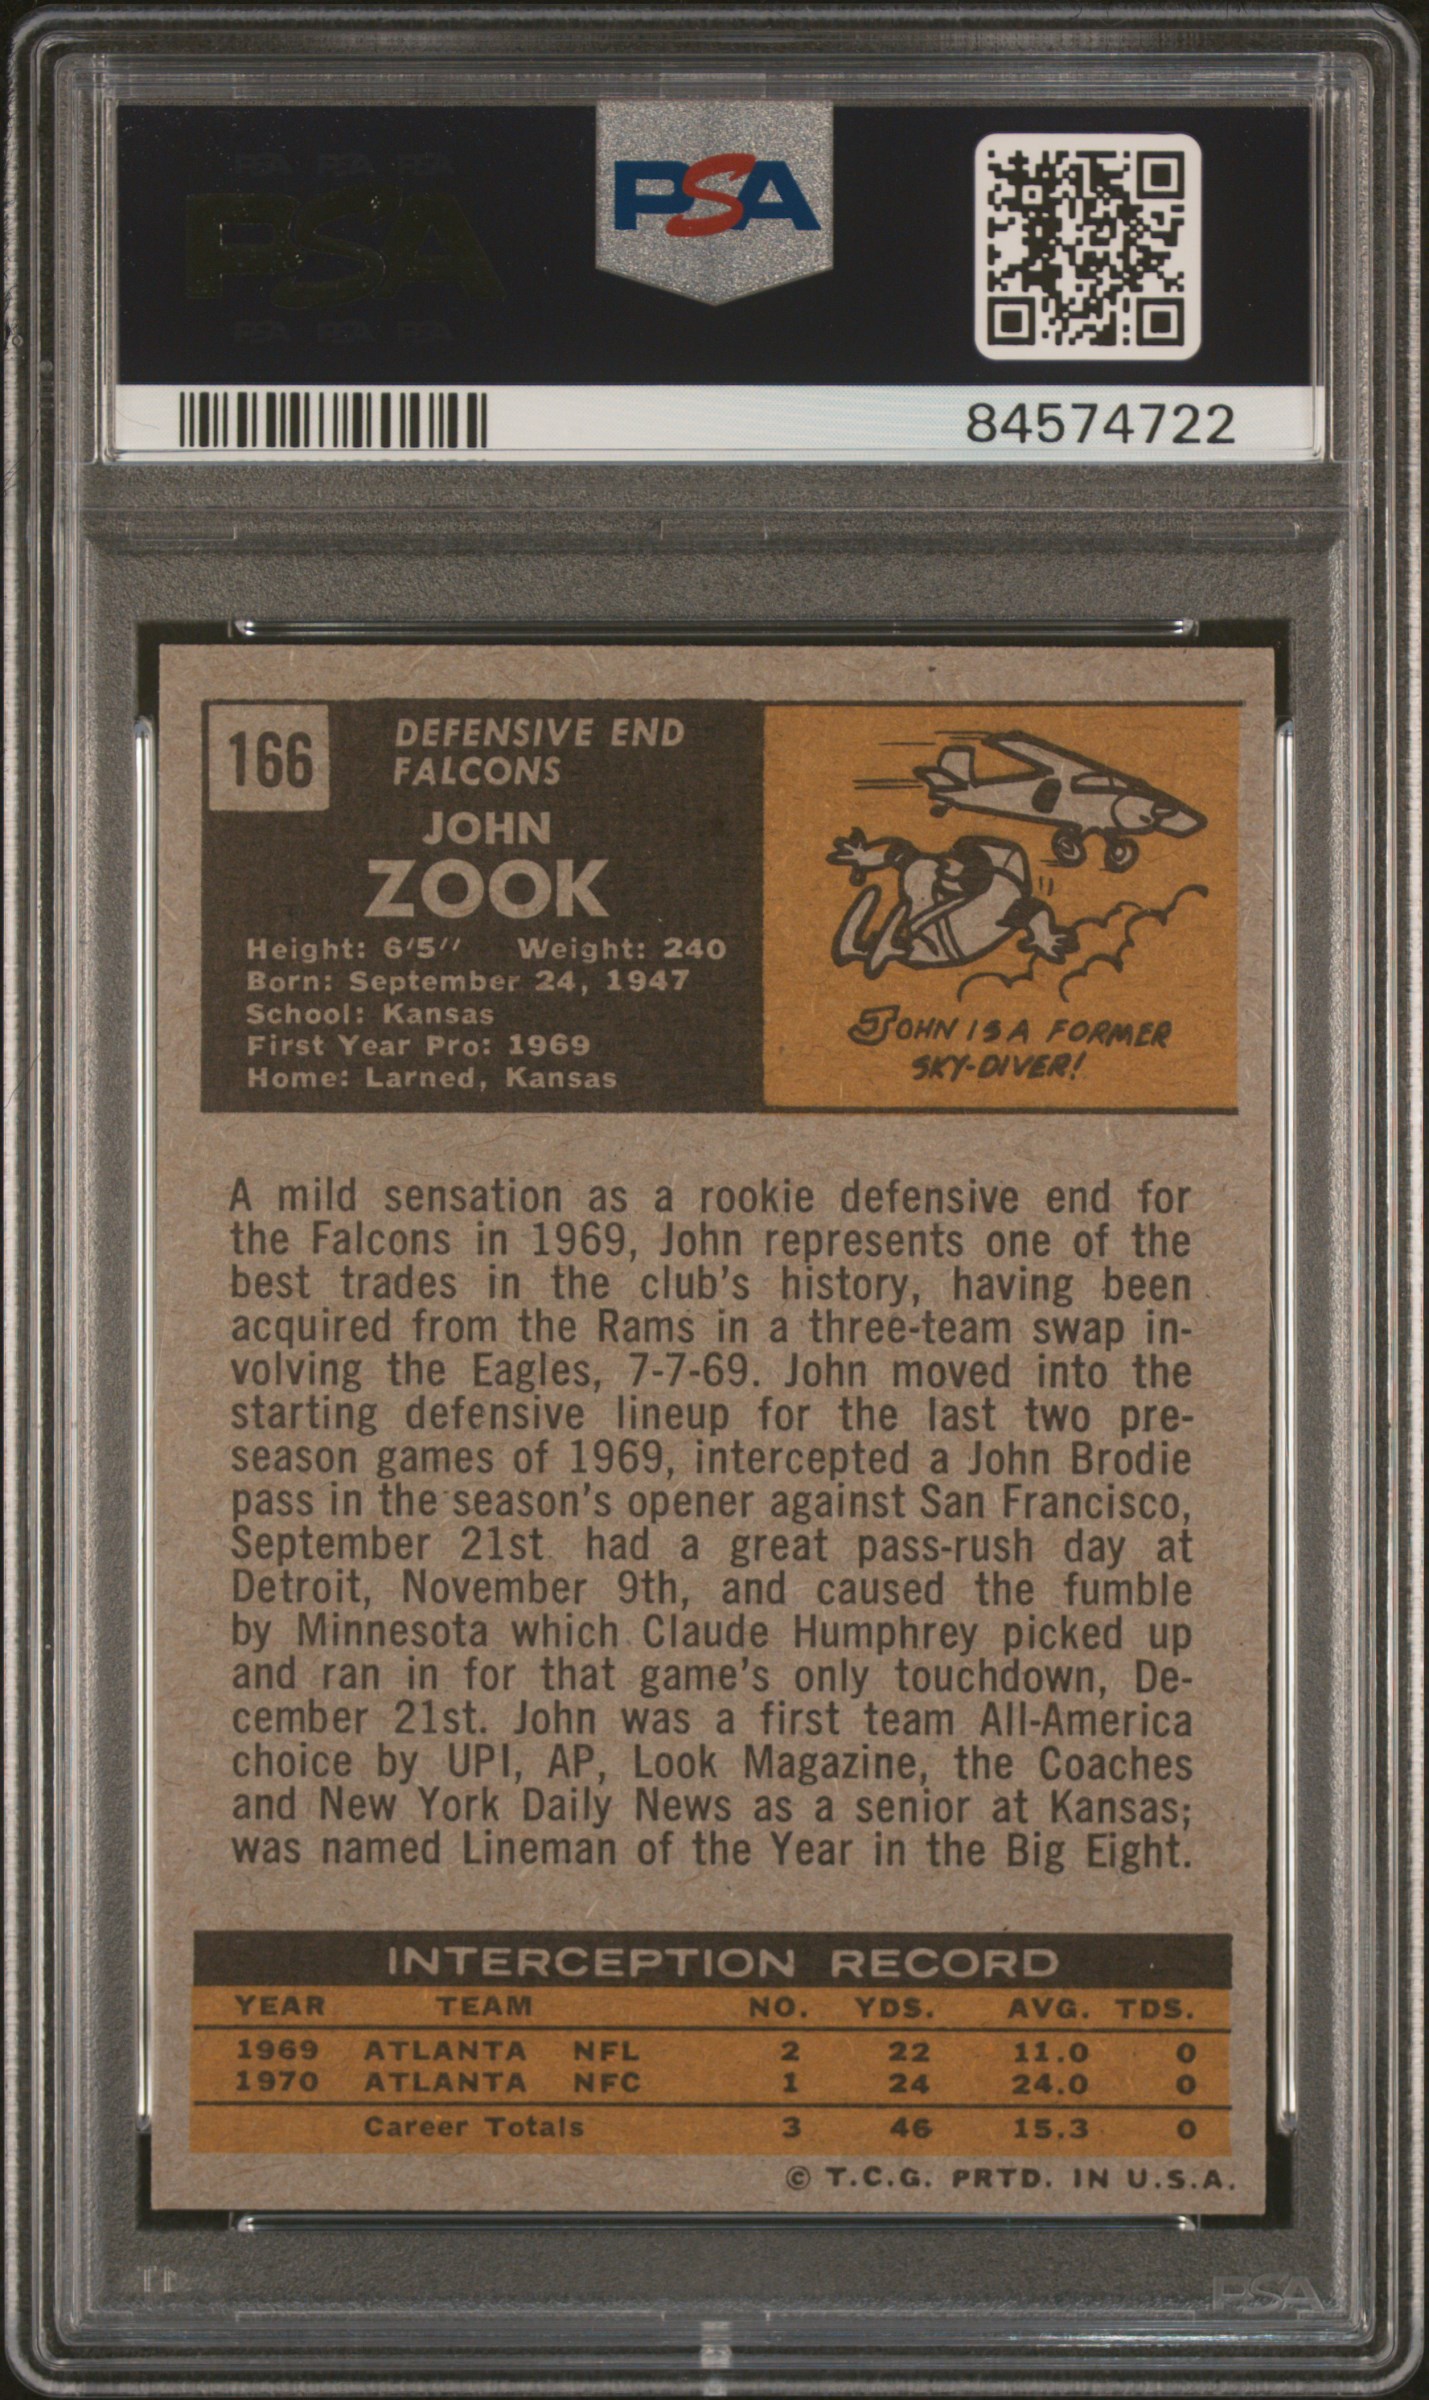 PSA PSA PSA
PSA
PSA PSA PSA
PSA
84574722
166
DEFENSIVE END
FALCONS
JOHN
ZOOK
Height: 6'5'' Weight: 240
Born: September 24, 1947
School: Kansas
First Year Pro: 1969
Home: Larned, Kansas
JOHN IS A FORMER
SKY-DIVER!
A mild sensation as a rookie defensive end for
the Falcons in 1969, John represents one of the
best trades in the club's history, having been
acquired from the Rams in a three-team swap in-
volving the Eagles, 7-7-69. John moved into the
starting defensive lineup for the last two pre-
season games of 1969, intercepted a John Brodie
pass in the season's opener against San Francisco,
September 21st had a great pass-rush day at
Detroit, November 9th, and caused the fumble
by Minnesota which Claude Humphrey picked up
and ran in for that game's only touchdown, De-
cember 21st. John was a first team All-America
choice by UPI, AP, Look Magazine, the Coaches
and New York Daily News as a senior at Kansas;
was named Lineman of the Year in the Big Eight.
INTERCEPTION RECORD
YEAR TEAM NO. YDS. AVG. TDS.
1969 ATLANTA NFL 2 22 11.0 0
1970 ATLANTA NFC 1 24 24.0 0
Career Totals 3 46 15.3 0
© T.C.G. PRTD. IN U.S.A.
PSA